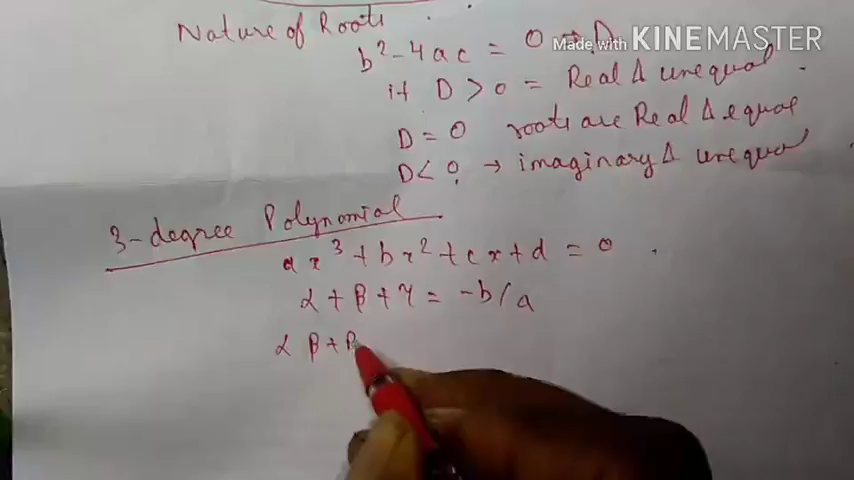 Nature of Roots
b² - 4ac = 0 → D
Made with KINEMASTER
if D > 0 = Real Δ unequal
D = 0 roots are Real Δ equal
D < 0 → imaginary Δ unequal
3-degree Polynomial
ax³ + bx² + cx + d = 0
α + β + γ = -b/a
α β + β